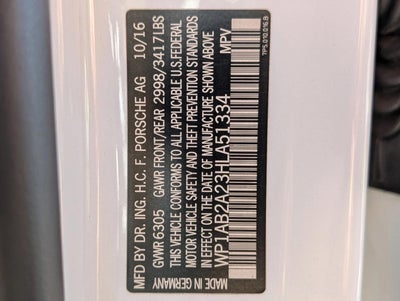 MFD BY DR. ING. H.C. F. PORSCHE AG 10/16
GVWR 6305 GAWR FRONT/REAR 2998/3417LBS
THIS VEHICLE CONFORMS TO ALL APPLICABLE U.S.FEDERAL
MOTOR VEHICLE SAFETY AND THEFT PREVENTION STANDARDS
IN EFFECT ON THE DATE OF MANUFACTURE SHOWN ABOVE
WP1AB2A23HLA51334 MPV
MADE IN GERMANY